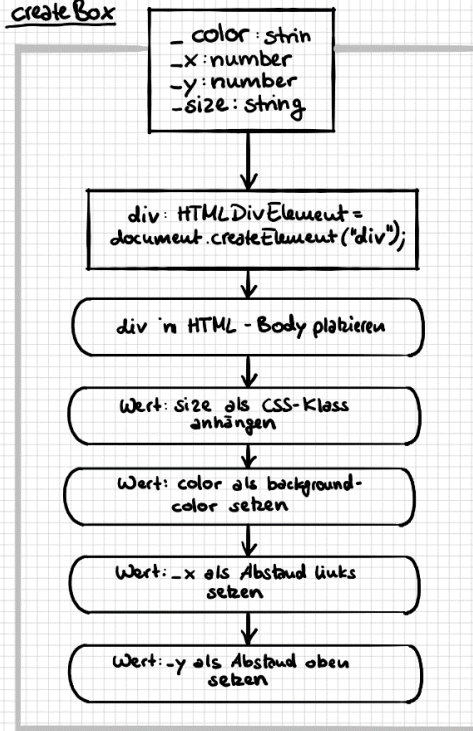 createBox
_ color : strin
_x : number
_y : number
_size : string
div : HTMLDivElement =
document.createElement ("div");
div in HTML - Body platzieren
Wert: size als CSS-Klass
anhängen
Wert: color als background-
color setzen
Wert: _x als Abstand links
setzen
Wert: _y als Abstand oben
setzen